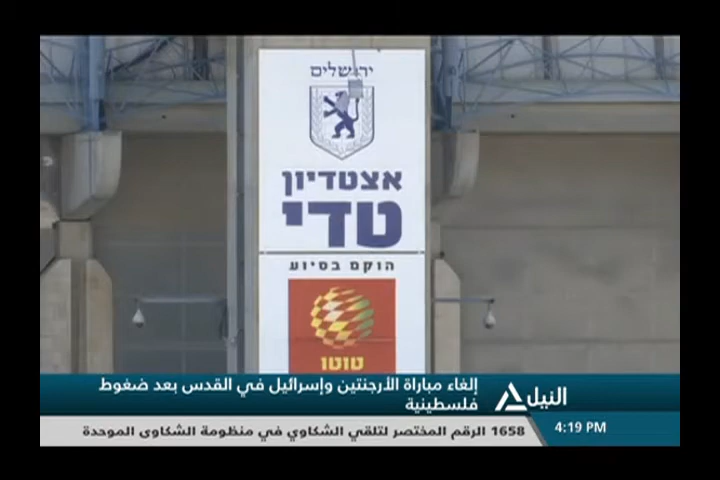 ירושלים
אצטדיון
טדי
הוקם בסיוע
טוטו
إلغاء مباراة الأرجنتين وإسرائيل في القدس بعد ضغوط
فلسطينية
النيل
4:19 PM
1658 الرقم المختصر لتلقي الشكاوي في منظومة الشكاوى الموحدة